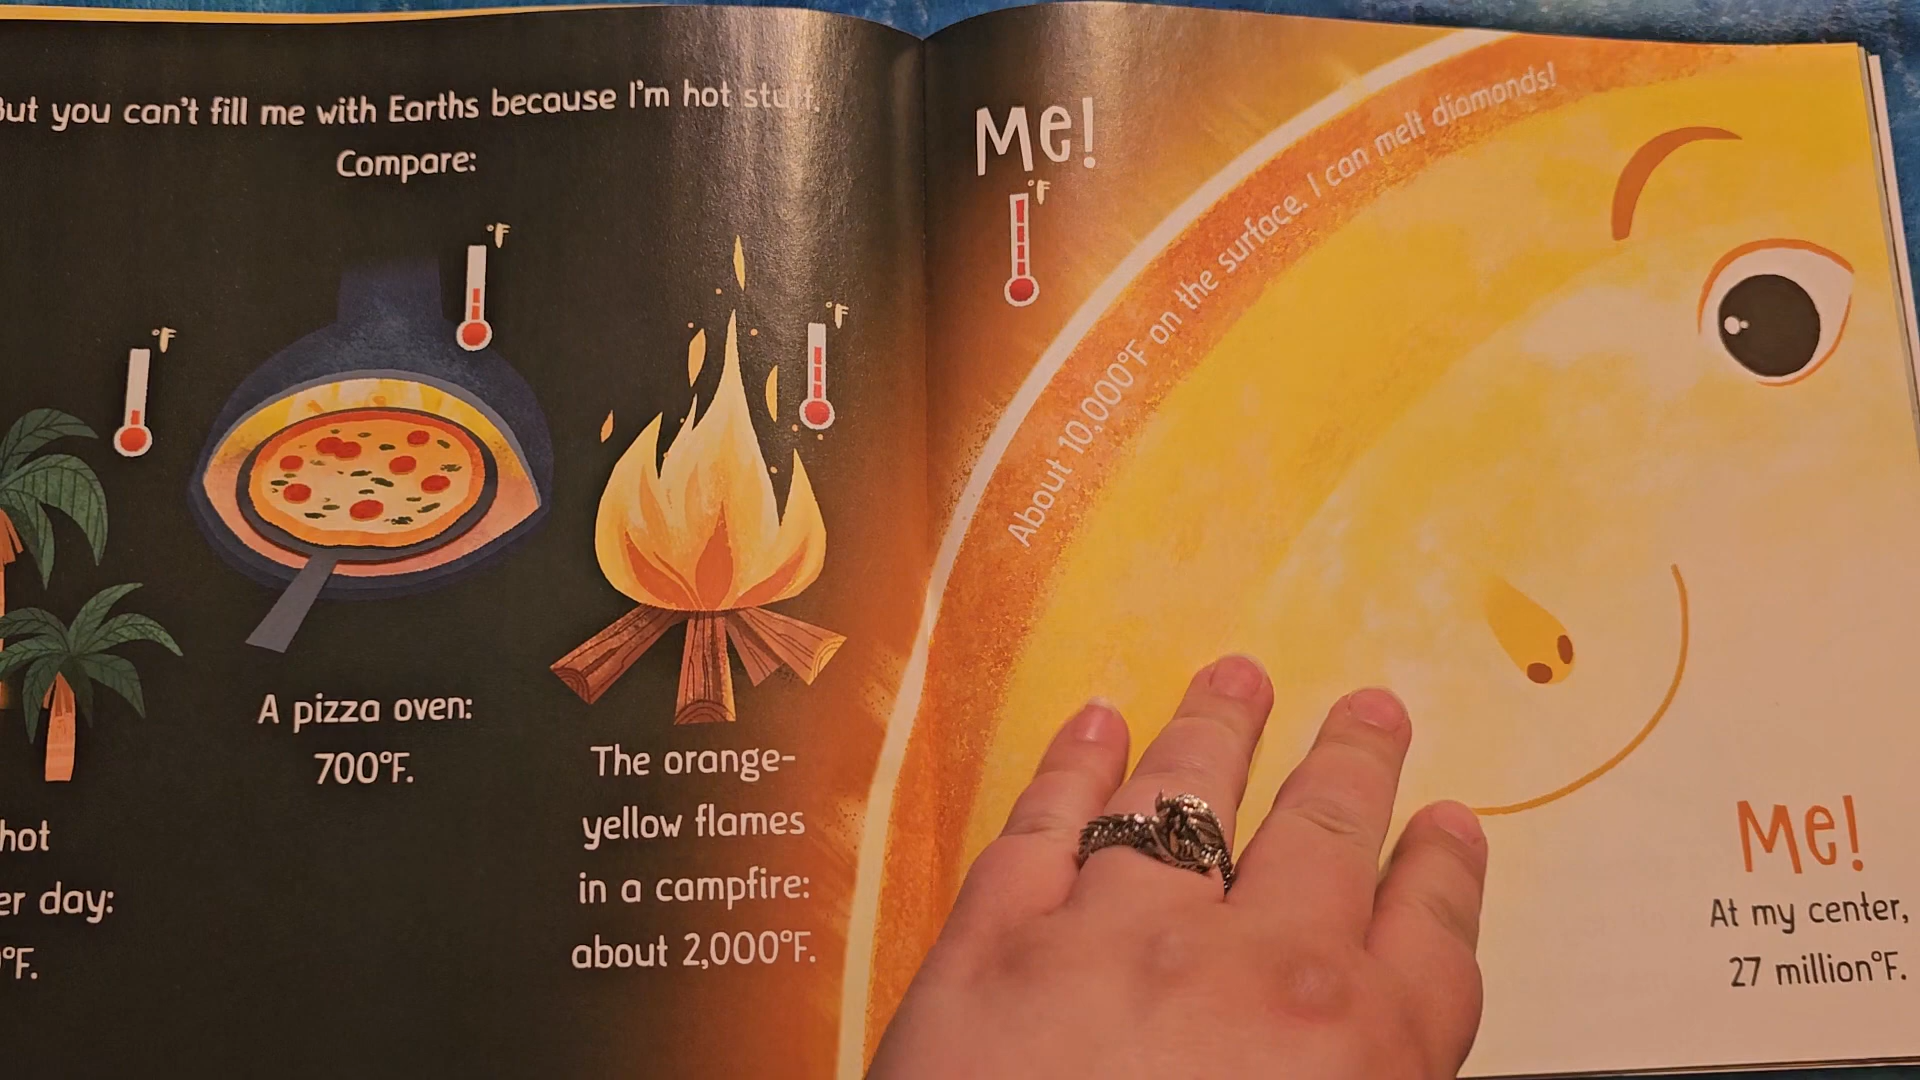 But you can't fill me with Earths because I'm hot stuff.
Compare:
°F
hot
er day:
°F.
°F
A pizza oven:
700°F.
°F
The orange-
yellow flames
in a campfire:
about 2,000°F.
Me!
°F
About 10,000°F on the surface. I can melt diamonds!
Me!
At my center,
27 million°F.